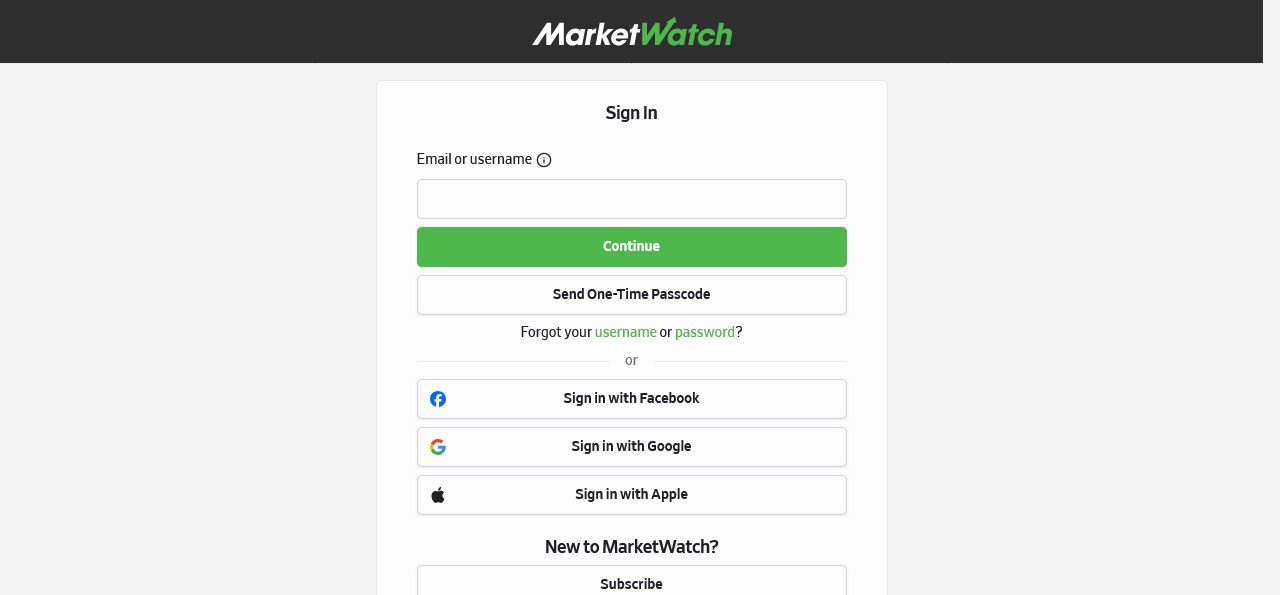 MarketWatch
Sign In
Email or username
Continue
Send One-Time Passcode
Forgot your username or password?
or
Sign in with Facebook
Sign in with Google
Sign in with Apple
New to MarketWatch?
Subscribe